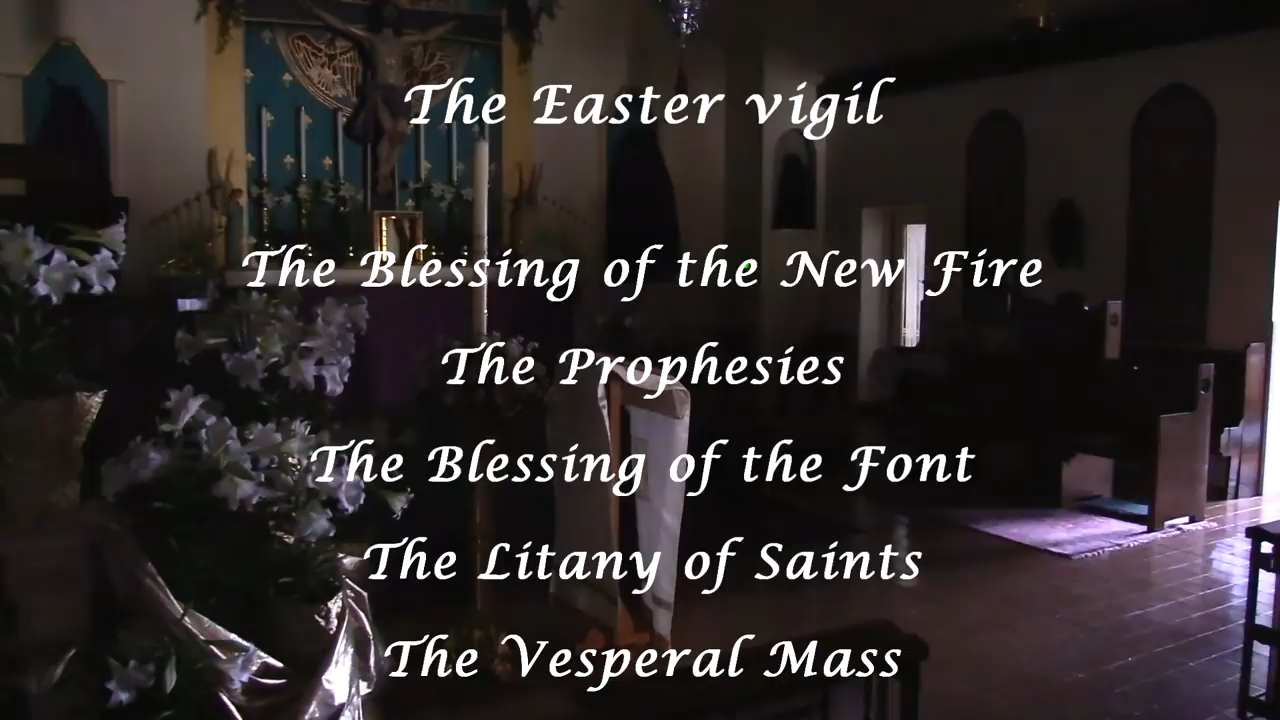 The Easter vigil
The Blessing of the New Fire
The Prophesies
The Blessing of the Font
The Litany of Saints
The Vesperal Mass